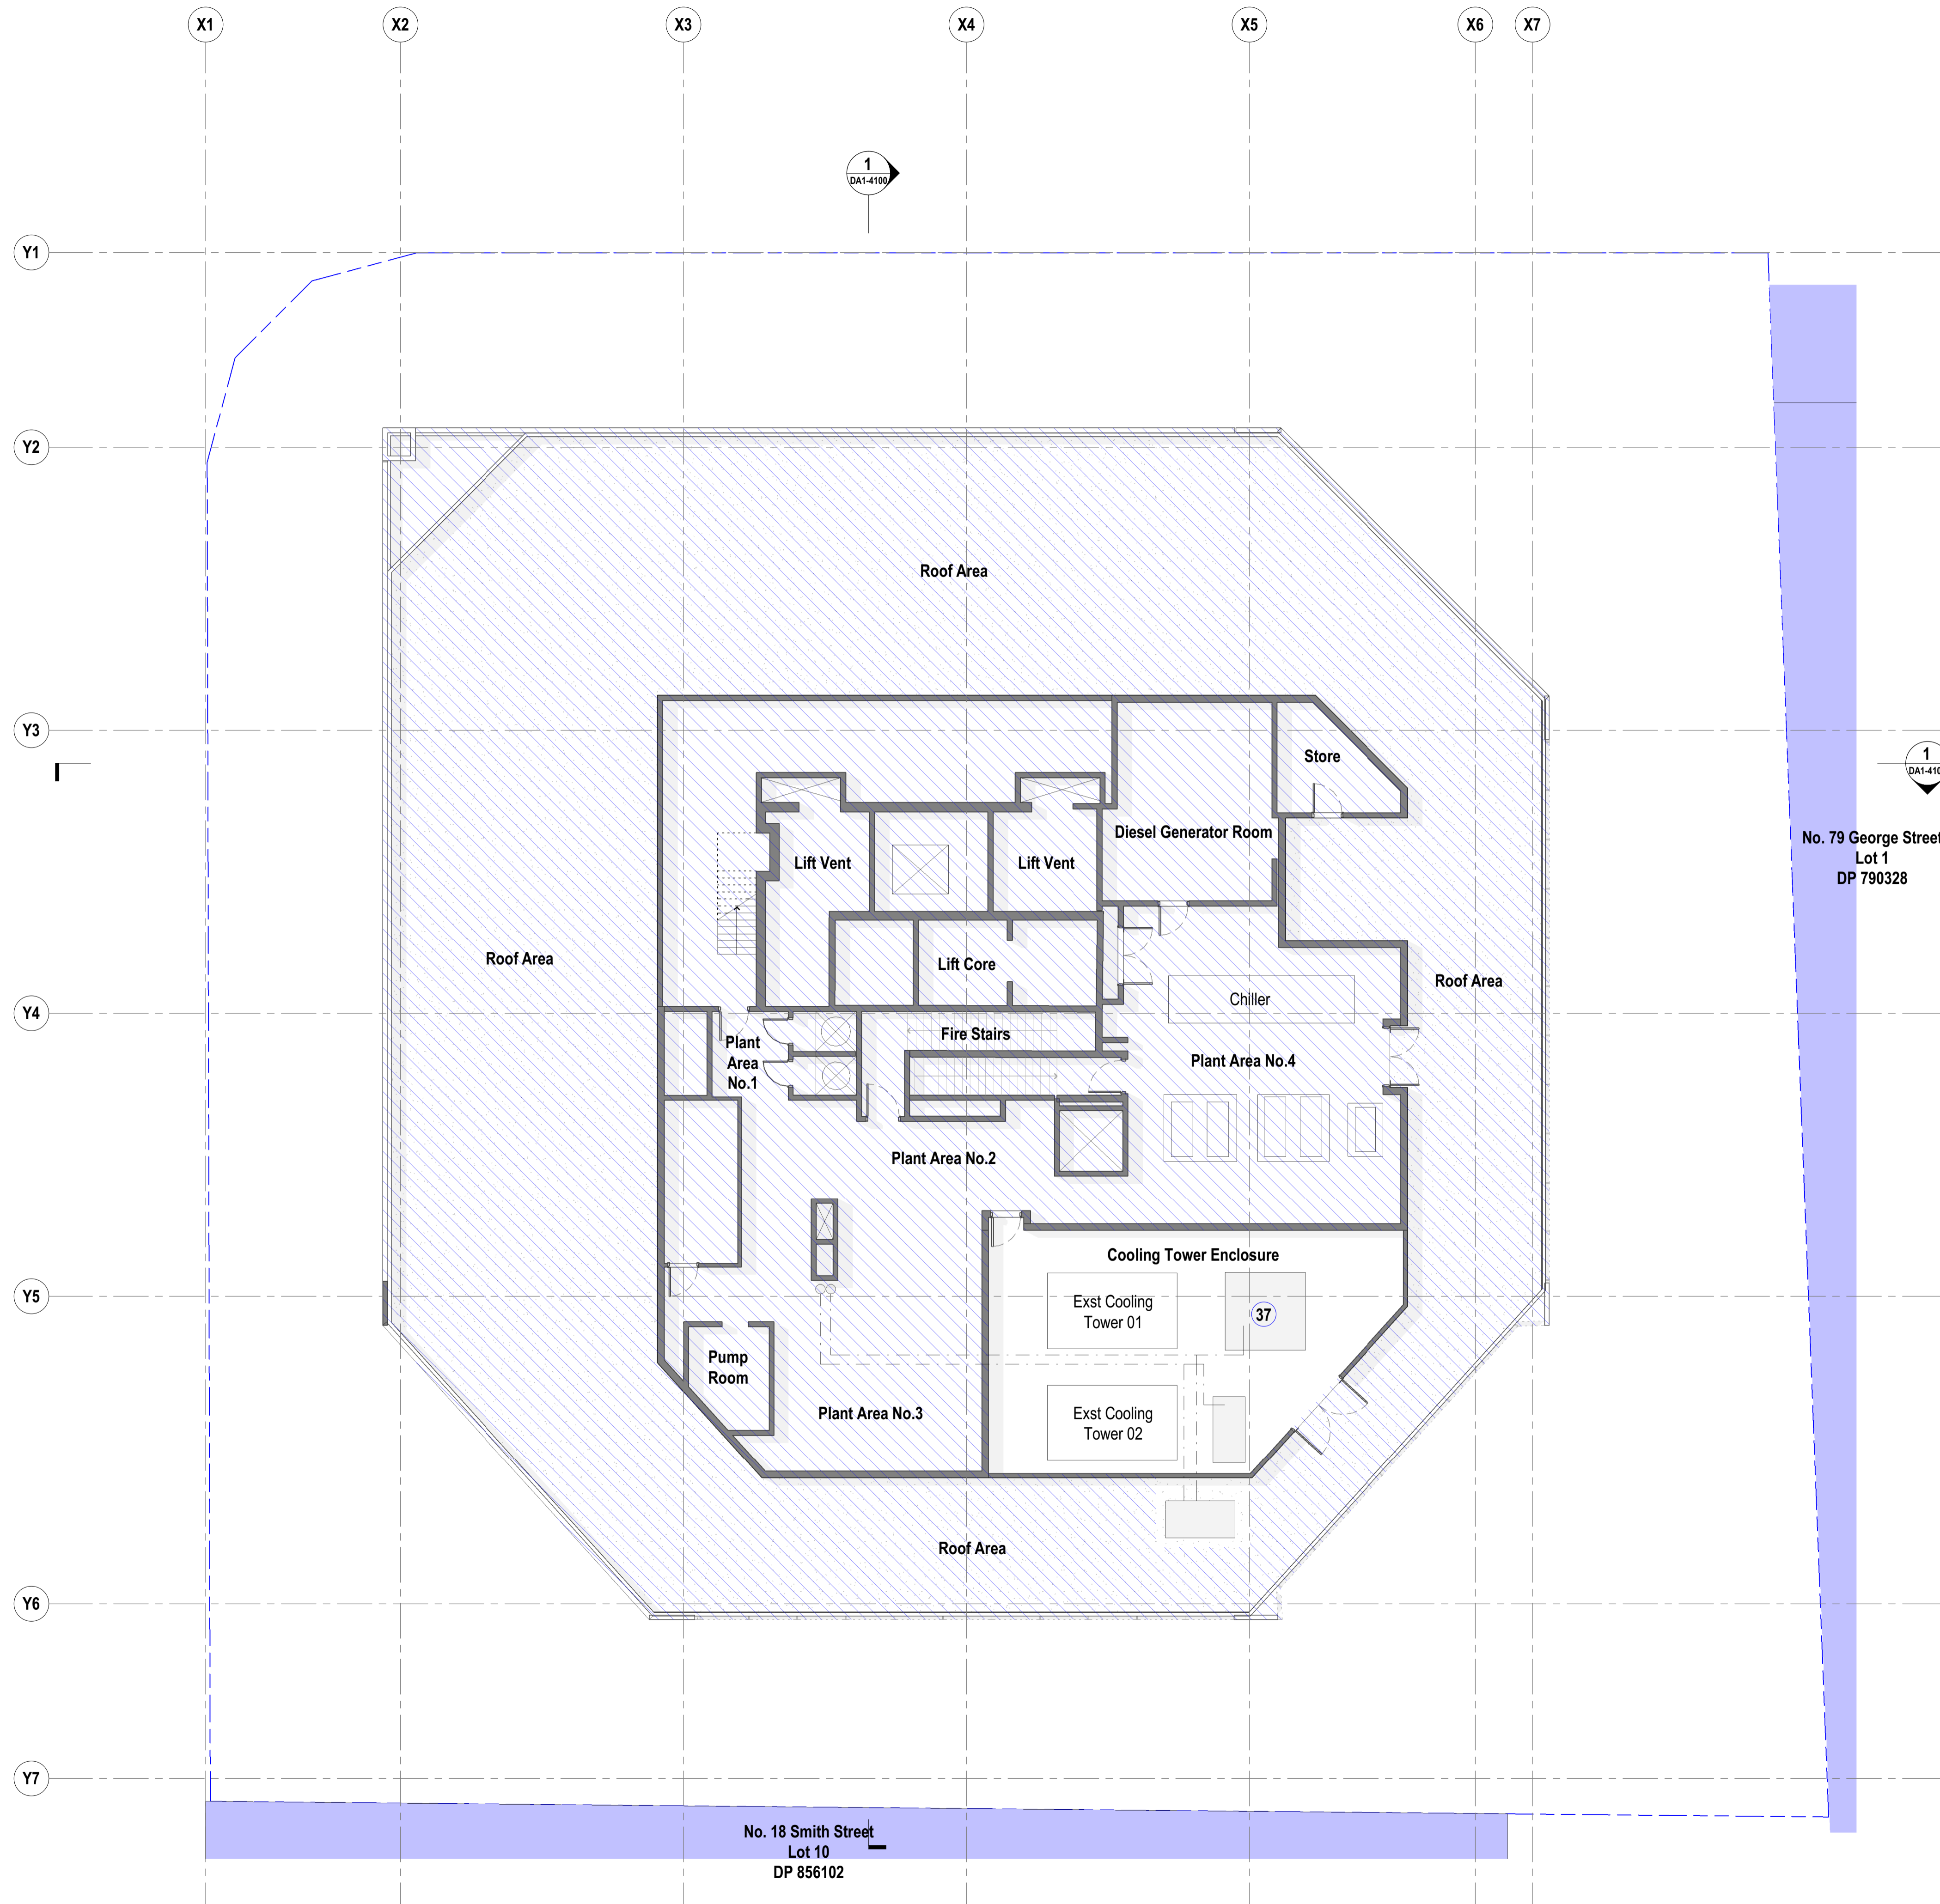 X1
X2
X3
X4
X5
X6
X7
1
DA1-4100
Y1
Y2
Roof Area
Y3
Store
1
DA1-410
Diesel Generator Room
No. 79 George Street
Lot 1
DP 790328
Lift Vent
Lift Vent
Roof Area
Lift Core
Roof Area
Chiller
Y4
Fire Stairs
Plant
Area
No.1
Plant Area No.4
Plant Area No.2
Cooling Tower Enclosure
Y5
Exst Cooling
Tower 01
37
Pump
Room
Plant Area No.3
Exst Cooling
Tower 02
Roof Area
Y6
Y7
No. 18 Smith Street
Lot 10
DP 856102